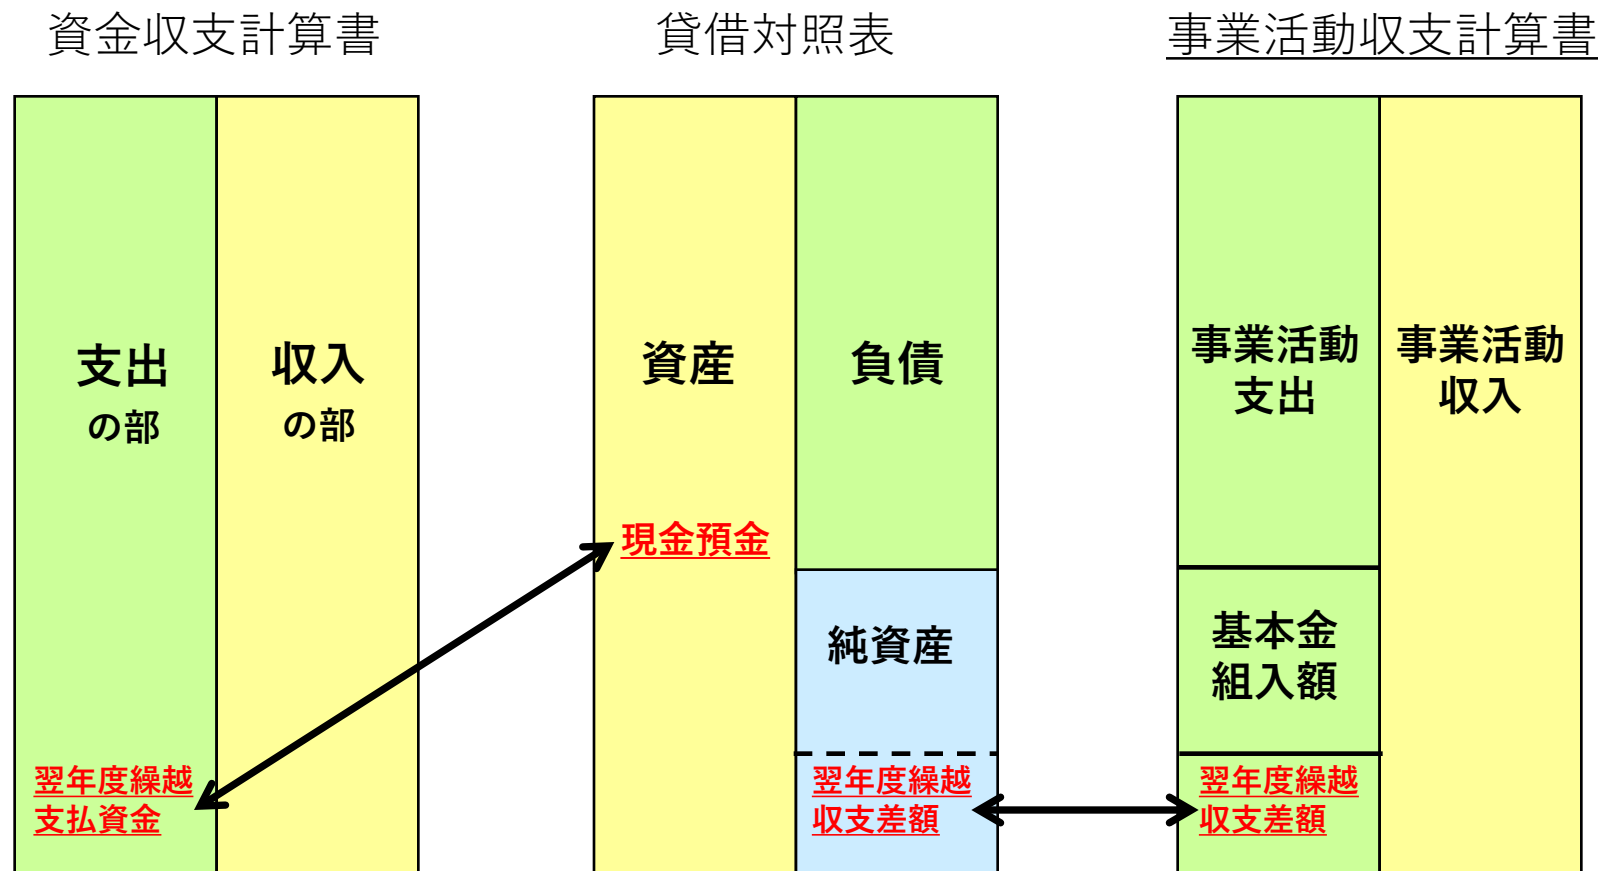 資金収支計算書
貸借対照表
事業活動収支計算書
支出
の部
収入
の部
資産
現金預金
負債
純資産
事業活動
支出
事業活動
収入
基本金
組入額
翌年度繰越
支払資金
翌年度繰越
収支差額
翌年度繰越
収支差額